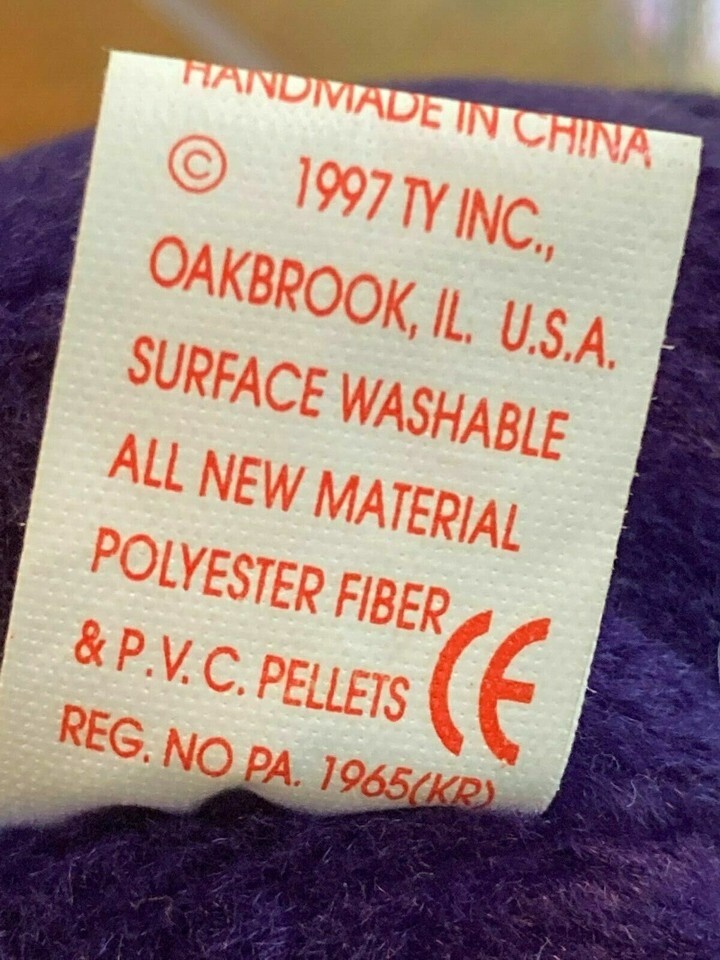 HANDMADE IN CHINA
© 1997 TY INC.,
OAKBROOK, IL. U.S.A.
SURFACE WASHABLE
ALL NEW MATERIAL
POLYESTER FIBER
& P.V.C. PELLETS CE
REG. NO PA. 1965(KR)